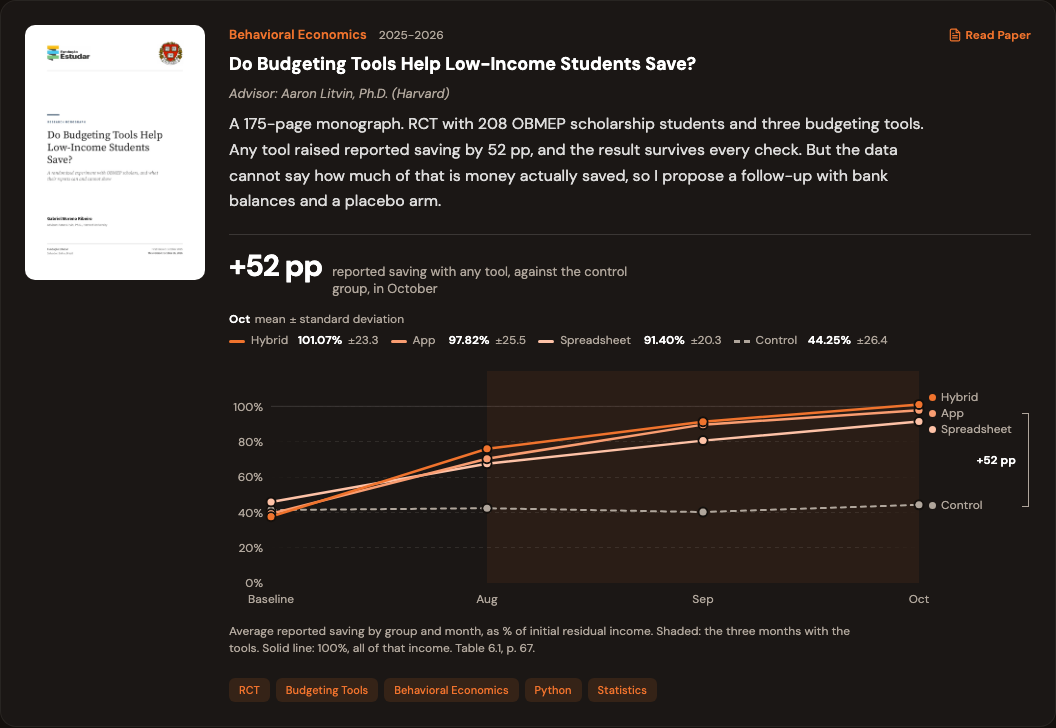 Fundação
Estudar
Do Budgeting Tools Help
Low-Income Students
Save?
Gabriel Moreno Ribeiro
Behavioral Economics
2025-2026
Read Paper
Do Budgeting Tools Help Low-Income Students Save?
Advisor: Aaron Litvin, Ph.D. (Harvard)
A 175-page monograph. RCT with 208 OBMEP scholarship students and three budgeting tools.
Any tool raised reported saving by 52 pp, and the result survives every check. But the data
cannot say how much of that is money actually saved, so I propose a follow-up with bank
balances and a placebo arm.
+52 pp
reported saving with any tool, against the control
group, in October
Oct mean ± standard deviation
Hybrid 101.07% ±23.3 App 97.82% ±25.5 Spreadsheet 91.40% ±20.3 Control 44.25% ±26.4
100%
80%
60%
40%
20%
0%
Hybrid
App
Spreadsheet
+52 pp
Control
Baseline Aug Sep Oct
Average reported saving by group and month, as % of initial residual income. Shaded: the three months with the
tools. Solid line: 100%, all of that income. Table 6.1, p. 67.
RCT
Budgeting Tools
Behavioral Economics
Python
Statistics